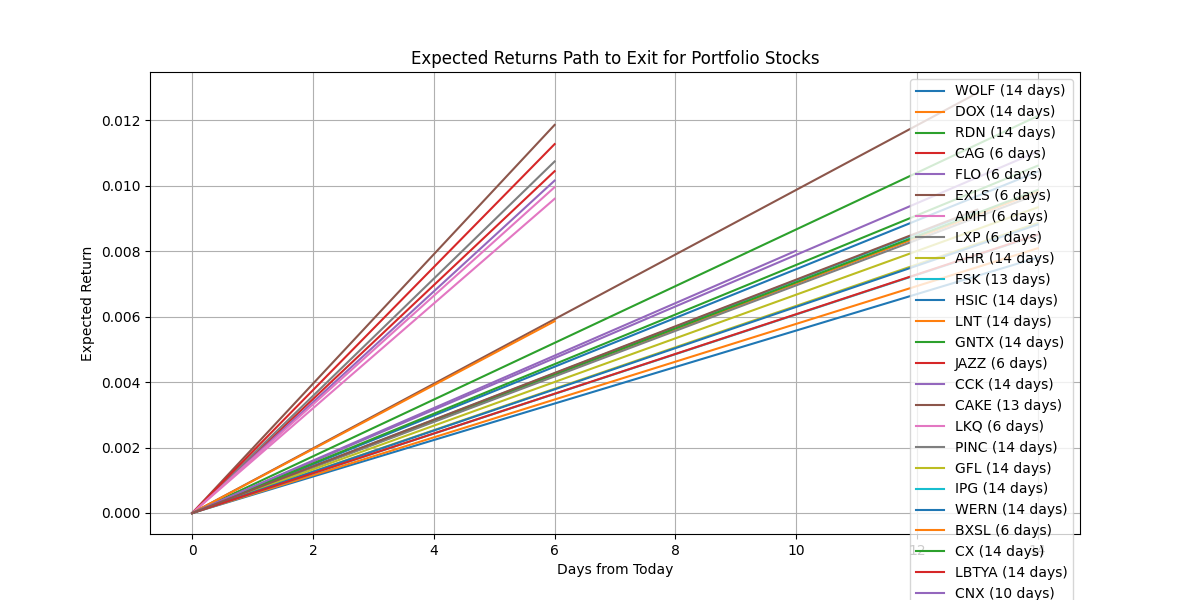 Expected Returns Path to Exit for Portfolio Stocks
Expected Return
0.012
0.010
0.008
0.006
0.004
0.002
0.000
0 2 4 6 8 10 12
Days from Today
WOLF (14 days)
DOX (14 days)
RDN (14 days)
CAG (6 days)
FLO (6 days)
EXLS (6 days)
AMH (6 days)
LXP (6 days)
AHR (14 days)
FSK (13 days)
HSIC (14 days)
LNT (14 days)
GNTX (14 days)
JAZZ (6 days)
CCK (14 days)
CAKE (13 days)
LKQ (6 days)
PINC (14 days)
GFL (14 days)
IPG (14 days)
WERN (14 days)
BXSL (6 days)
CX (14 days)
LBTYA (14 days)
CNX (10 days)